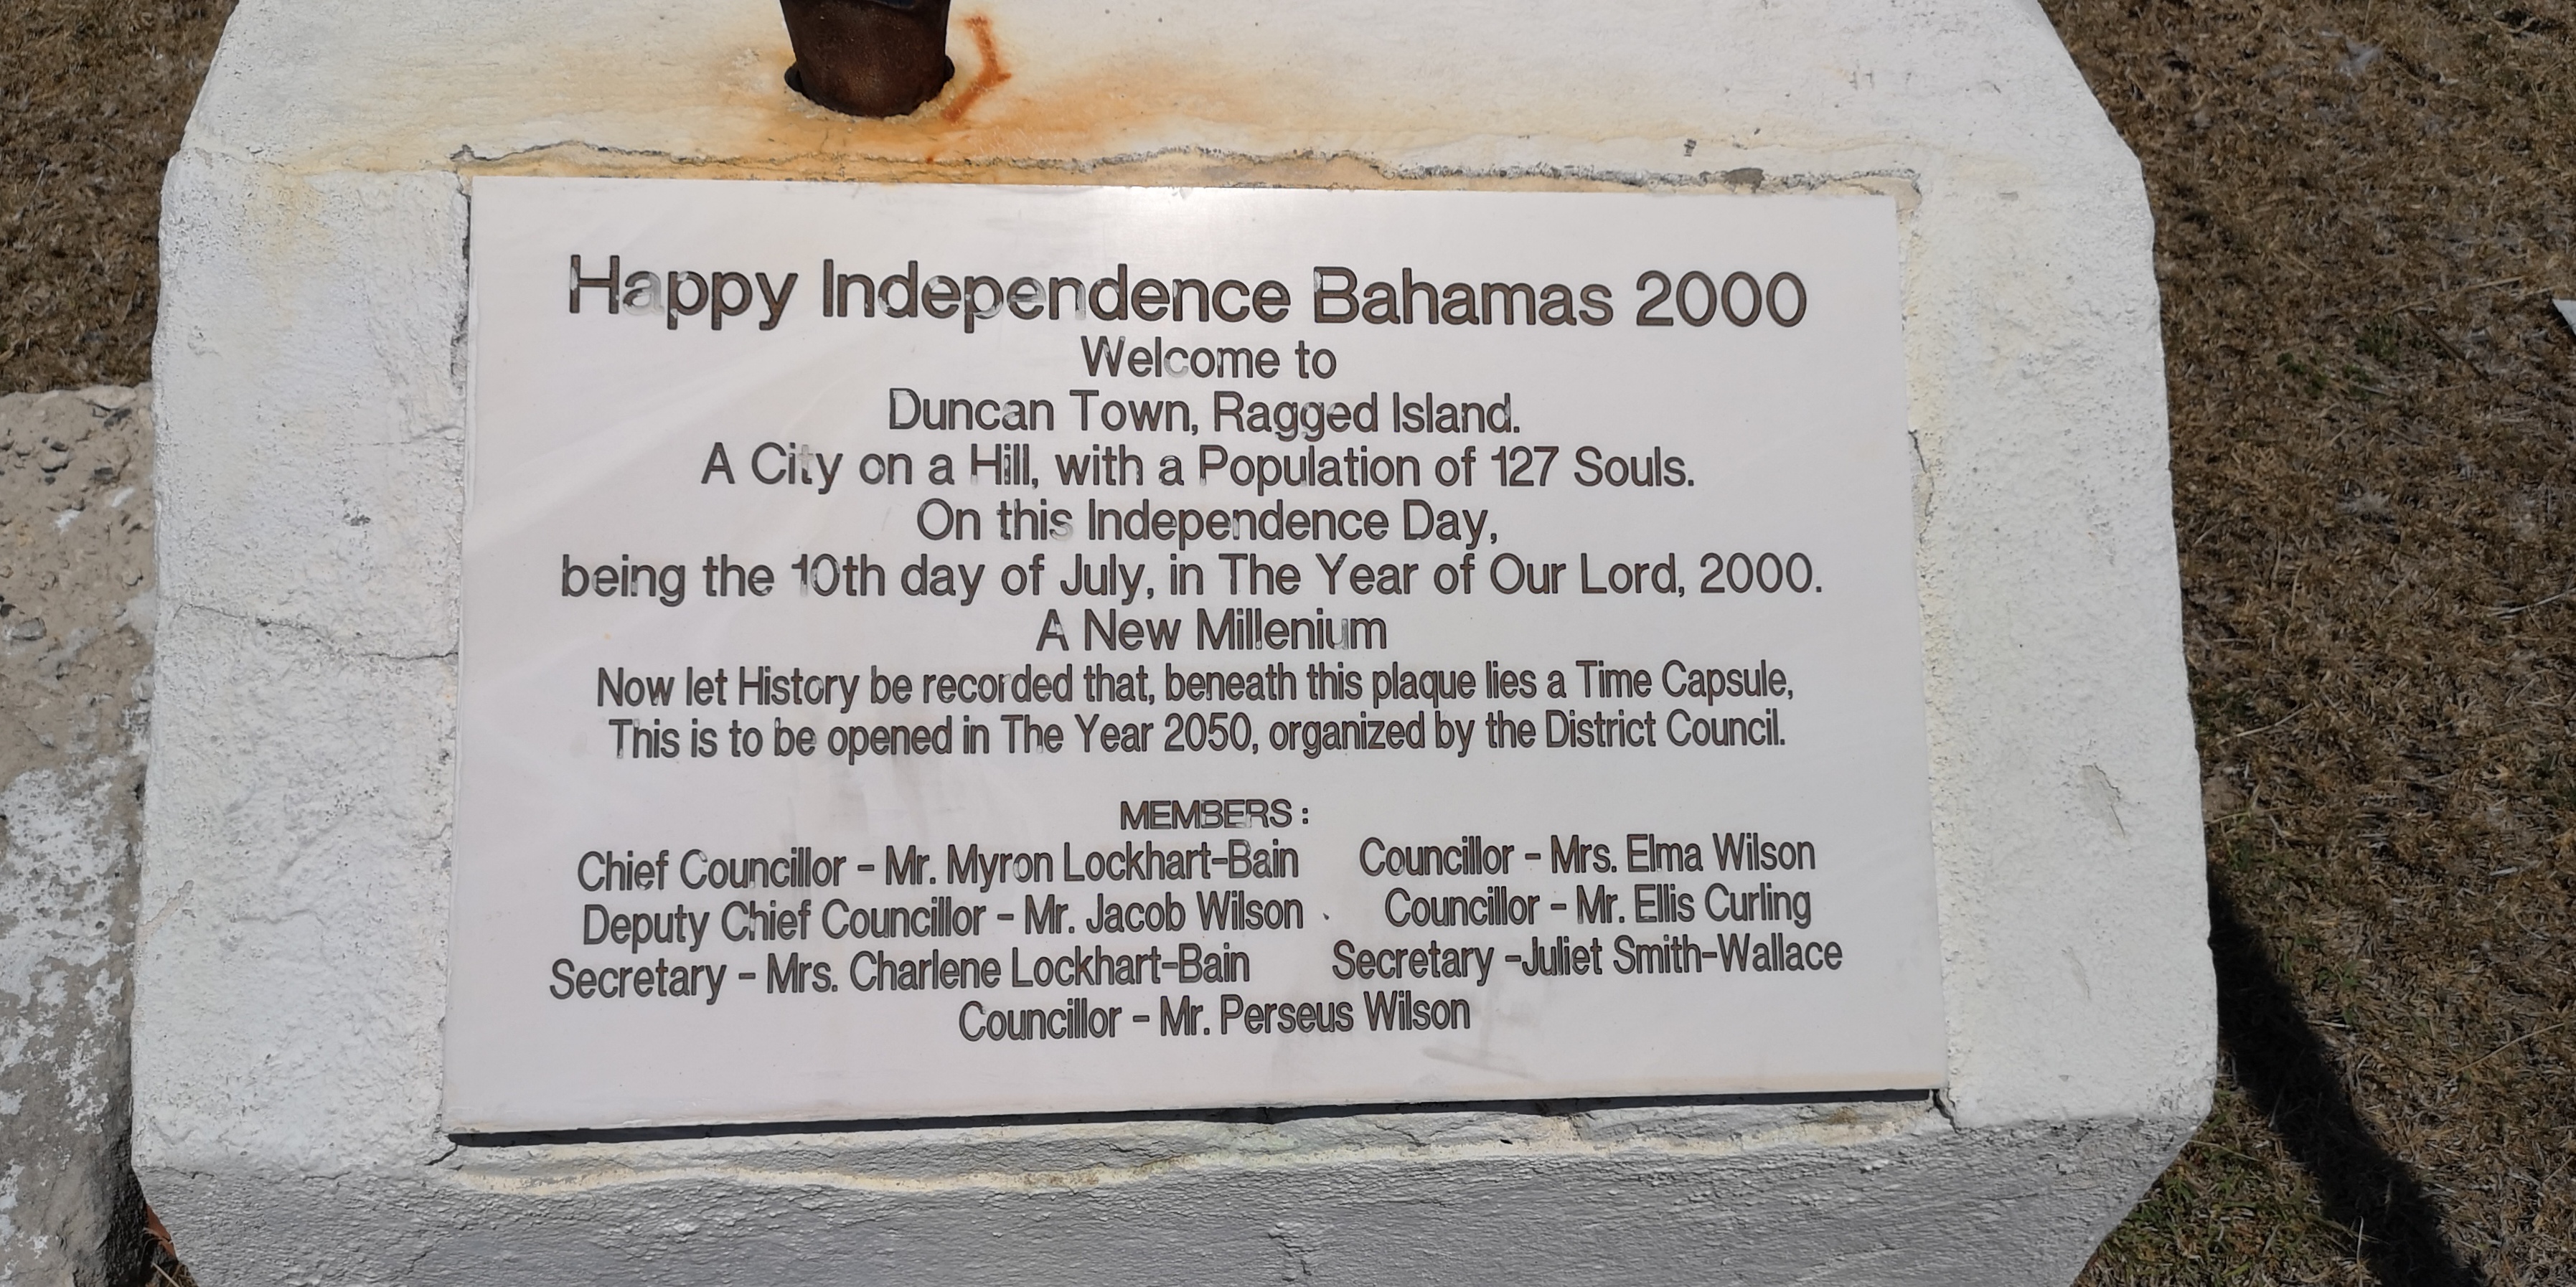 Happy Independence Bahamas 2000
Welcome to
Duncan Town, Ragged Island.
A City on a Hill, with a Population of 127 Souls.
On this Independence Day,
being the 10th day of July, in The Year of Our Lord, 2000.
A New Millenium
Now let History be recorded that, beneath this plaque lies a Time Capsule,
This is to be opened in The Year 2050, organized by the District Council.
MEMBERS :
Chief Councillor - Mr. Myron Lockhart-Bain Councillor - Mrs. Elma Wilson
Deputy Chief Councillor - Mr. Jacob Wilson Councillor - Mr. Ellis Curling
Secretary - Mrs. Charlene Lockhart-Bain Secretary -Juliet Smith-Wallace
Councillor - Mr. Perseus Wilson